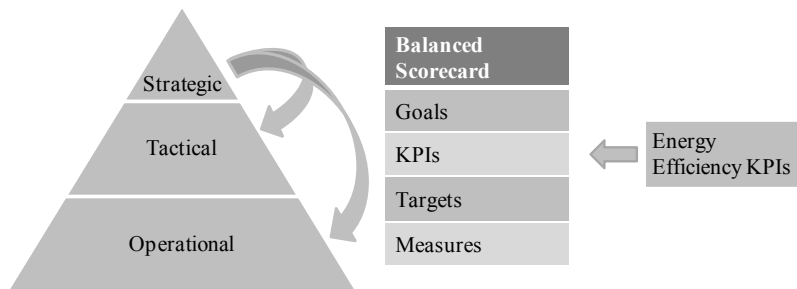 Strategic
Tactical
Operational
Balanced
Scorecard
Goals
KPIs
Targets
Measures
Energy
Efficiency KPIs